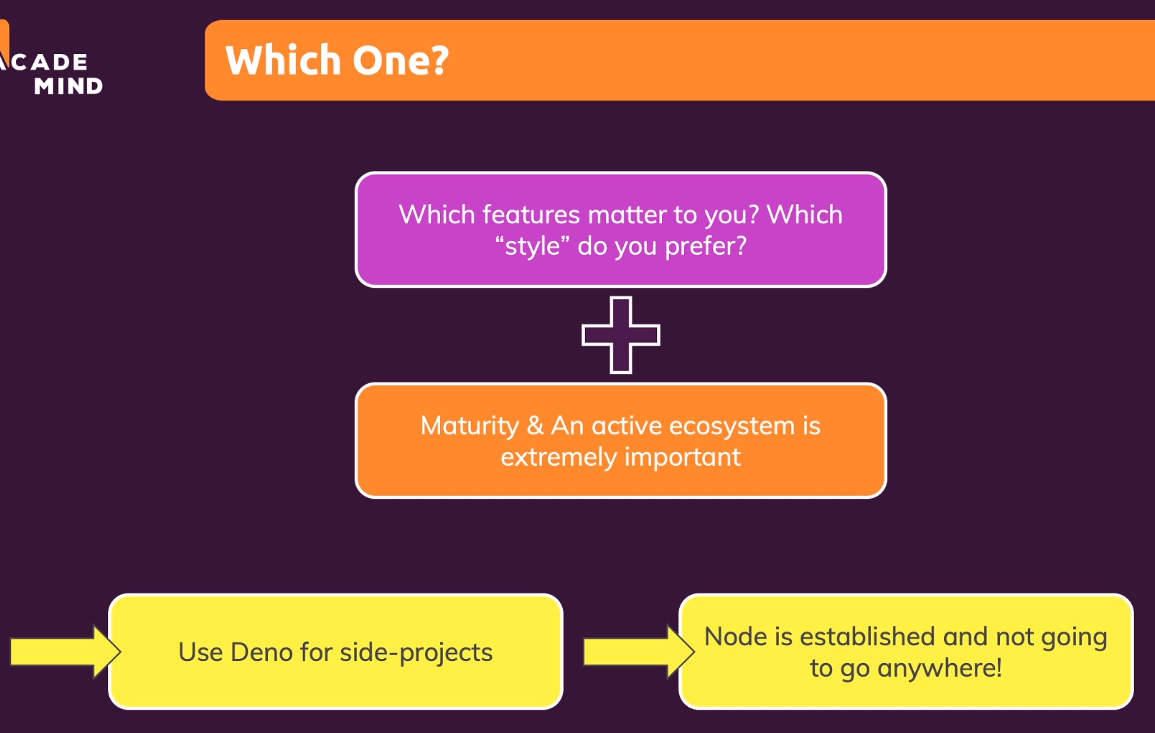 ACADE
MIND
Which One?
Which features matter to you? Which
“style” do you prefer?
Maturity & An active ecosystem is
extremely important
Use Deno for side-projects
Node is established and not going
to go anywhere!